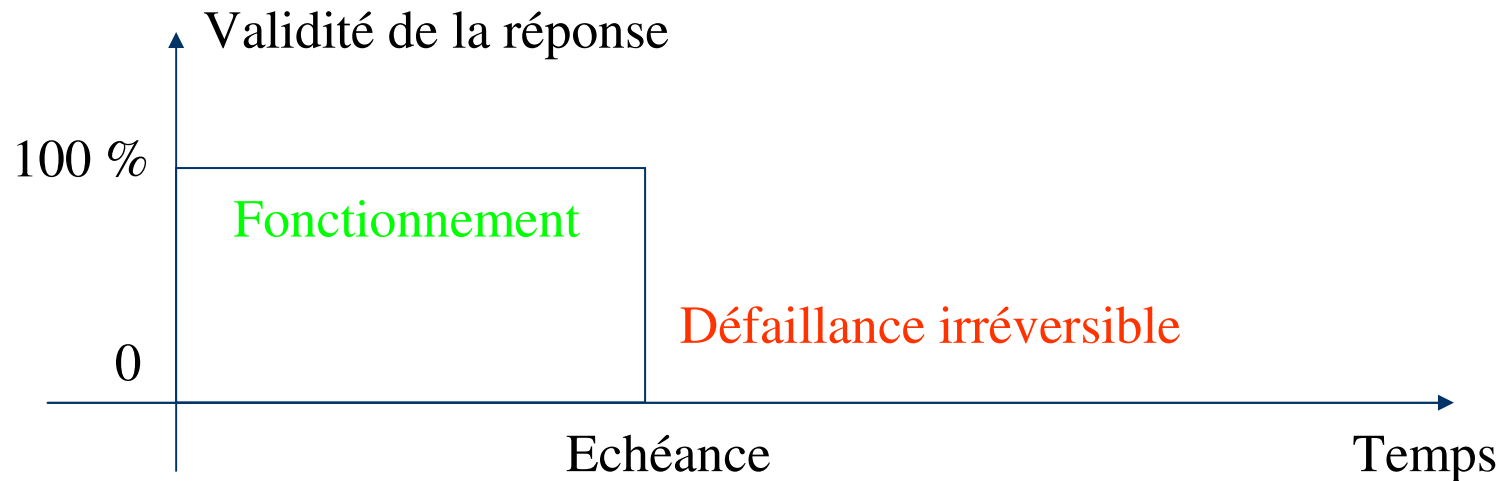 Validité de la réponse
100 %
Fonctionnement
Défaillance irréversible
0
Echéance
Temps